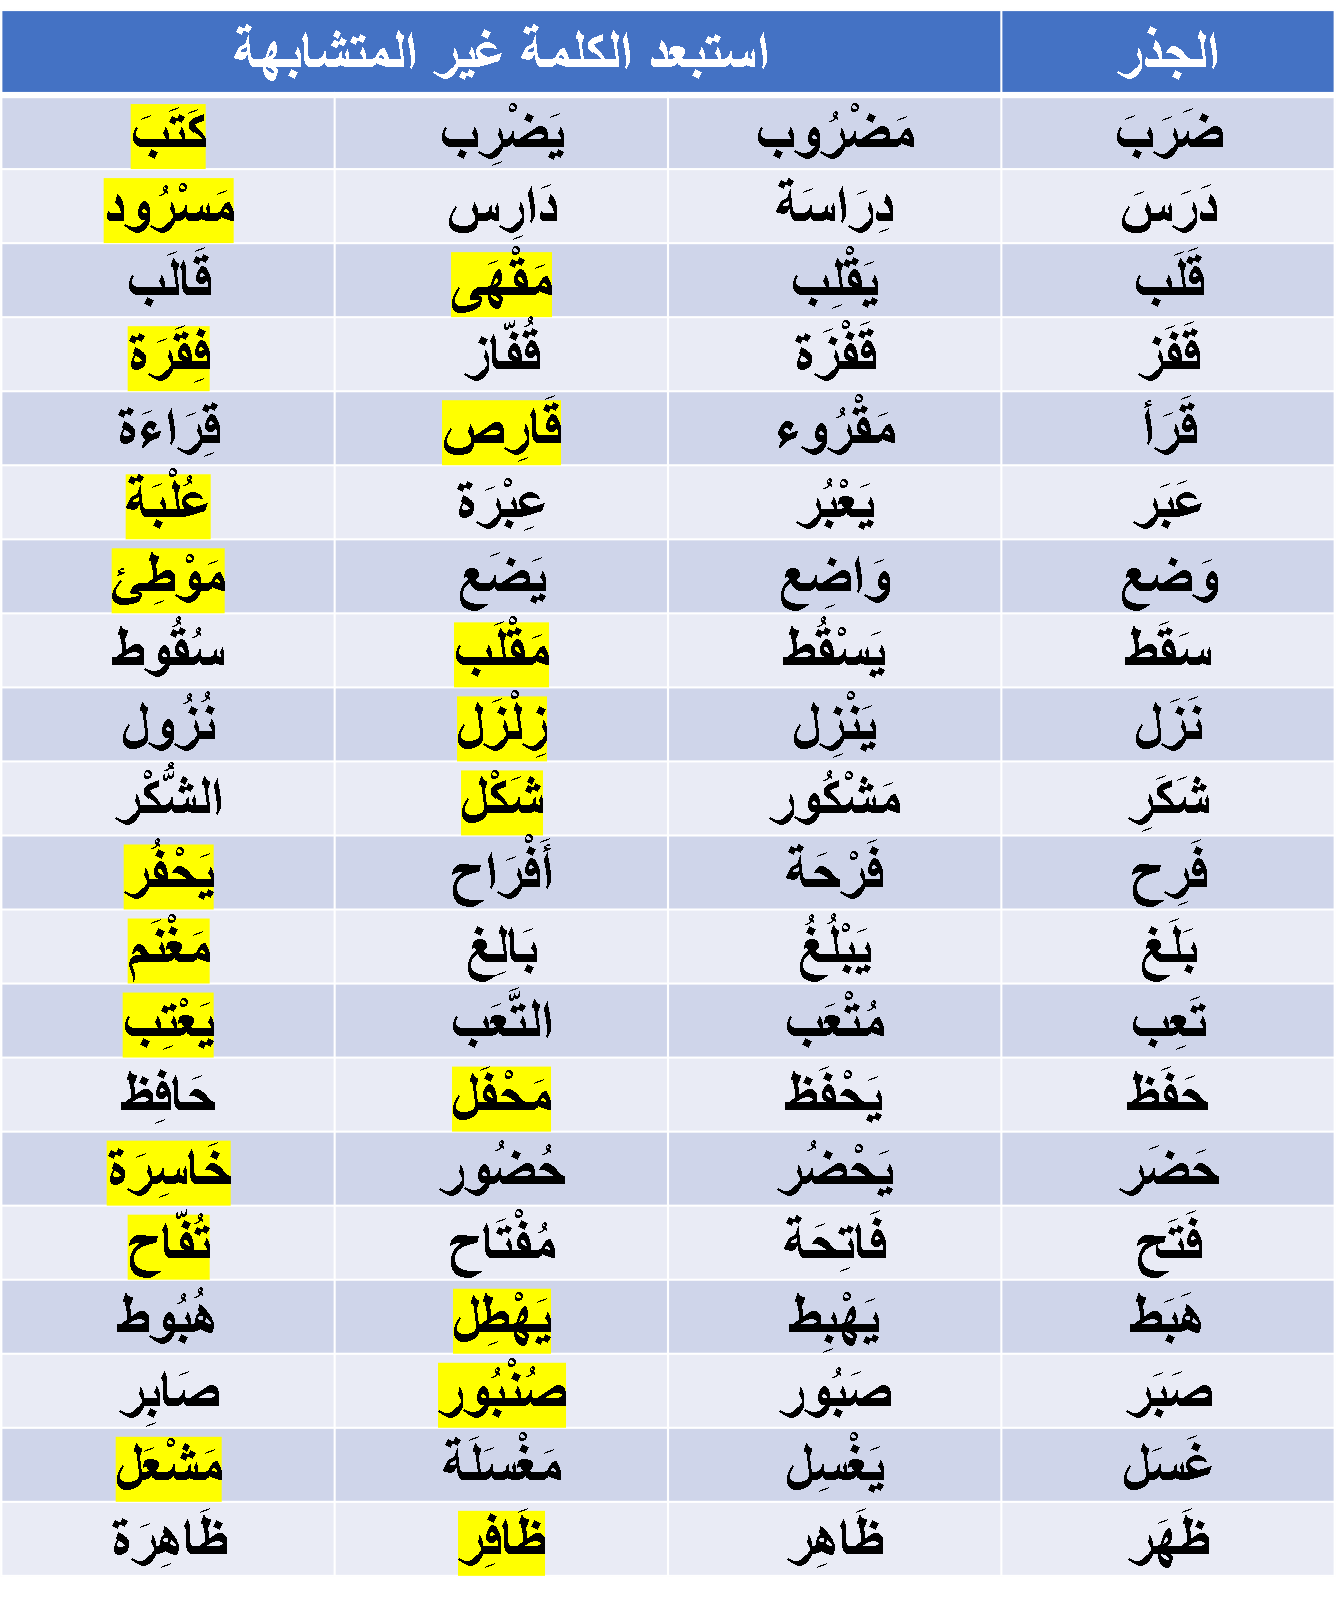 الجذر استبعد الكلمة غير المتشابهة
ضَرَبَ مَضْرُوب يَضْرِب كَتَبَ
دَرَسَ دِرَاسَة دَارِس مَسْرُود
قَلَب يَقْلِب مَقْهَى قَالَب
قَفَز قَفْزَة قُفّاز فِقَرَة
قَرَأ مَقْرُوء قَارِص قِرَاءَة
عَبَر يَعْبُر عِبْرَة عُلْبَة
وَضع وَاضِع يَضَع مَوْطِئ
سَقَط يَسْقُط مَقْلَب سُقُوط
نَزَل يَنْزِل زِلْزَل نُزُول
شَكَرِ مَشْكُور شَكْل الشُّكْر
فَرِح فَرْحَة أَفْرَاح يَحْفُر
بَلَغ يَبْلُغُ بَالِغ مَغْنَم
تَعِب مُتْعَب التَّعَب يَعْتِب
حَفَظ يَحْفَظ مَحْفَل حَافِظ
حَضَر يَحْضُر حُضُور خَاسِرَة
فَتَح فَاتِحَة مُفْتَاح تُفّاح
هَبَط يَهْبِط يَهْطِل هُبُوط
صَبَر صَبُور صُنْبُور صَابِر
غَسَل يَغْسِل مَغْسَلَة مَشْعَل
ظَهَر ظَاهِر ظَافِر ظَاهِرَة